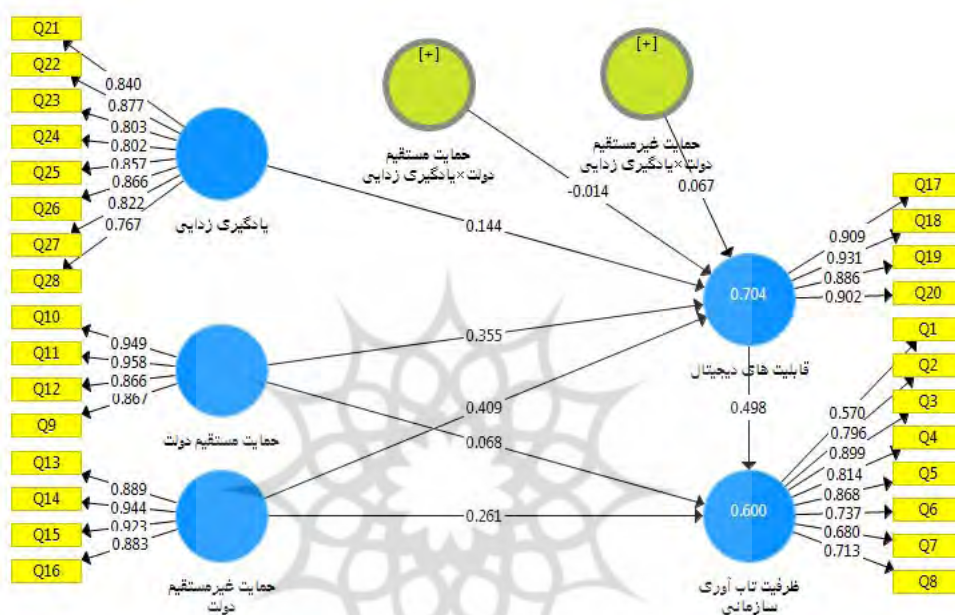 Q21
Q22
Q23
Q24
Q25
Q26
Q27
Q28
0.840
0.877
0.803
0.802
0.857
0.866
0.822
0.767
یادگیری زدایی
[+]
حمایت مستقیم
دولت×یادگیری زدایی
[+]
حمایت غیرمستقیم
دولت×یادگیری زدایی
-0.014
0.067
0.144
Q10
Q11
Q12
Q9
0.949
0.958
0.866
0.867
حمایت مستقیم دولت
0.355
0.068
Q13
Q14
Q15
Q16
0.889
0.944
0.923
0.883
حمایت غیرمستقیم
دولت
0.409
0.261
0.704
قابلیت های دیجیتال
0.909
0.931
0.886
0.902
Q17
Q18
Q19
Q20
0.498
0.600
ظرفیت تاب آوری
سازمانی
0.570
0.796
0.899
0.814
0.868
0.737
0.680
0.713
Q1
Q2
Q3
Q4
Q5
Q6
Q7
Q8